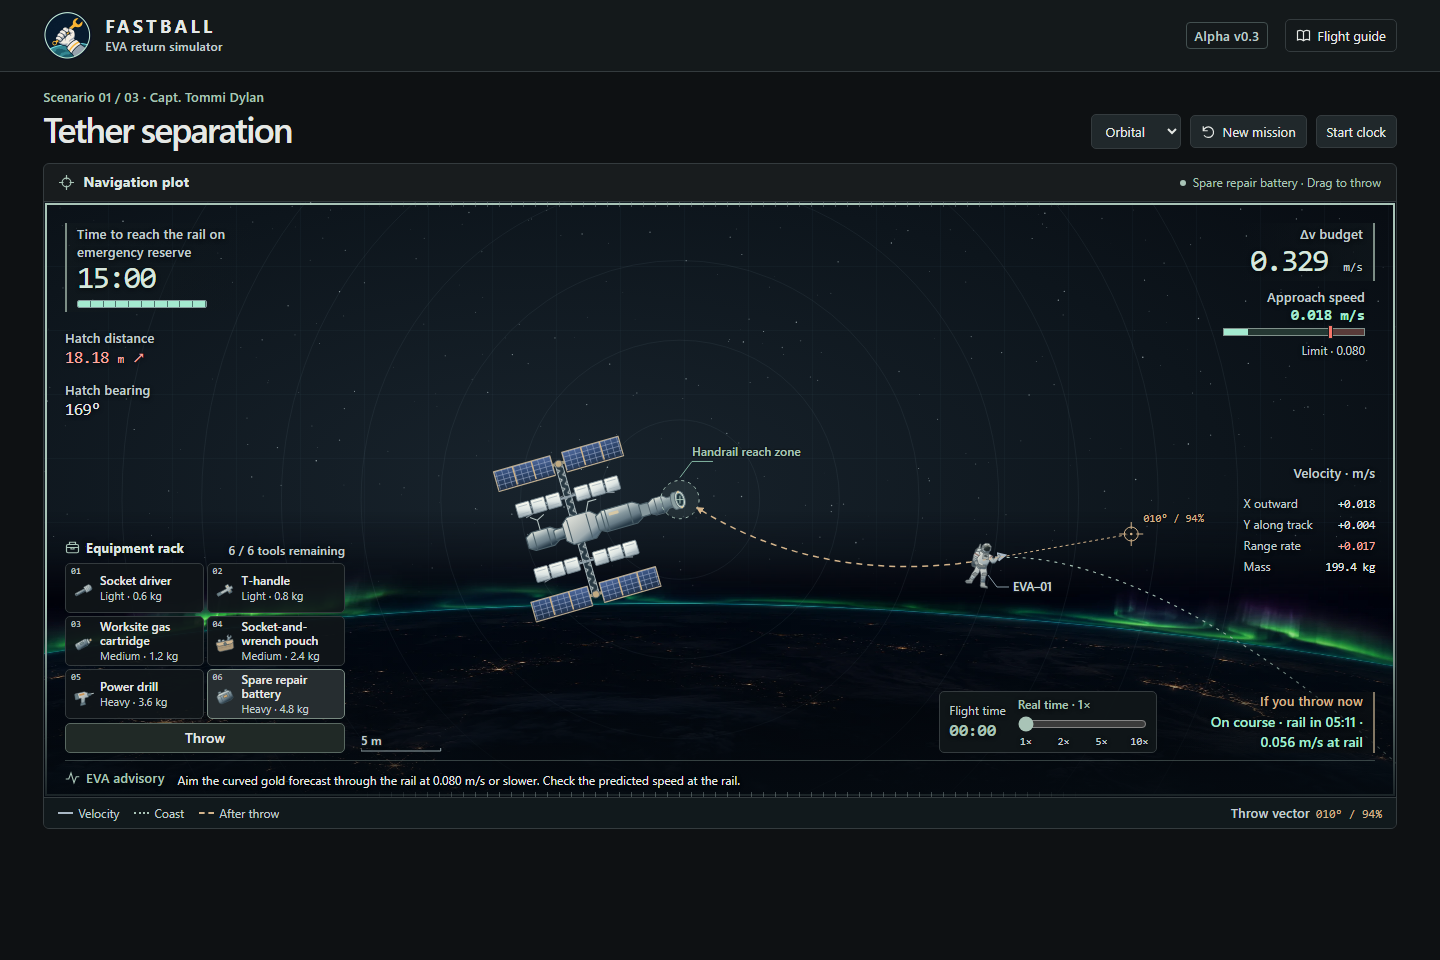 FASTBALL
EVA return simulator
Alpha v0.3
Flight guide
Scenario 01 / 03 · Capt. Tommi Dylan
Tether separation
Orbital
New mission
Start clock
Navigation plot
Spare repair battery · Drag to throw
Time to reach the rail on
emergency reserve
15:00
Hatch distance
18.18 m ↗
Hatch bearing
169°
Δv budget
0.329 m/s
Approach speed
0.018 m/s
Limit · 0.080
Handrail reach zone
010° / 94%
EVA–01
Velocity · m/s
X outward +0.018
Y along track +0.004
Range rate +0.017
Mass 199.4 kg
Equipment rack
6 / 6 tools remaining
01
Socket driver
Light · 0.6 kg
02
T-handle
Light · 0.8 kg
03
Worksite gas
cartridge
Medium · 1.2 kg
04
Socket-and-
wrench pouch
Medium · 2.4 kg
05
Power drill
Heavy · 3.6 kg
06
Spare repair
battery
Heavy · 4.8 kg
Throw
5 m
Flight time
00:00
Real time · 1×
1× 2× 5× 10×
If you throw now
On course · rail in 05:11 ·
0.056 m/s at rail
EVA advisory
Aim the curved gold forecast through the rail at 0.080 m/s or slower. Check the predicted speed at the rail.
Velocity
Coast
After throw
Throw vector 010° / 94%